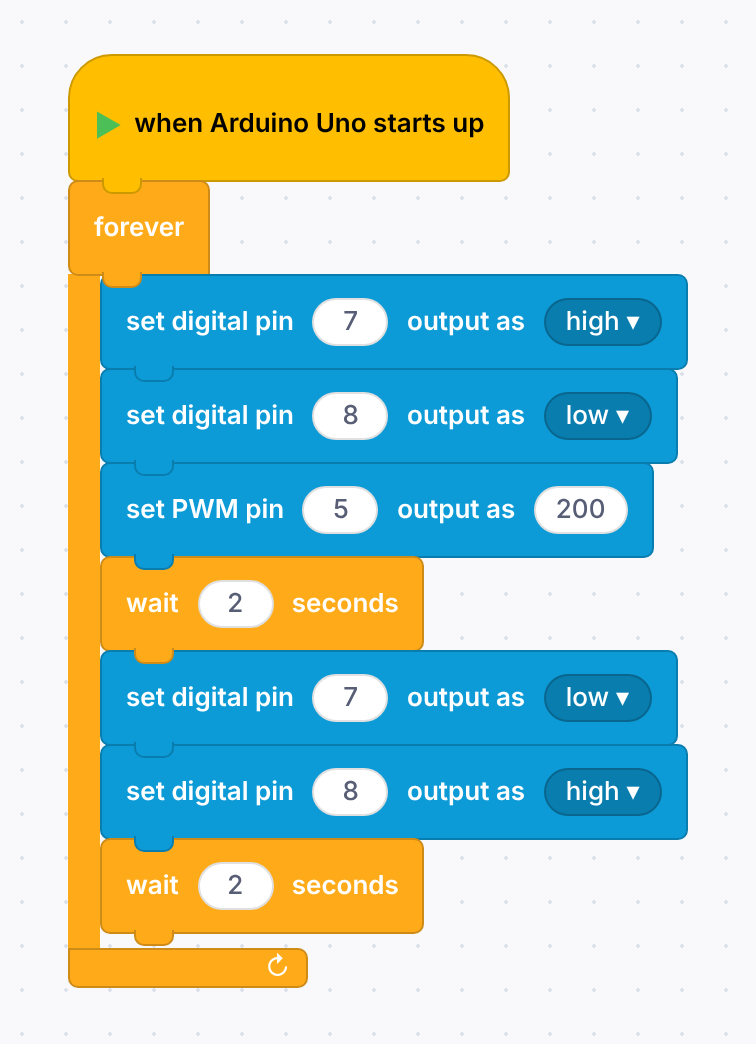 when Arduino Uno starts up
forever
set digital pin 7 output as high ▾
set digital pin 8 output as low ▾
set PWM pin 5 output as 200
wait 2 seconds
set digital pin 7 output as low ▾
set digital pin 8 output as high ▾
wait 2 seconds